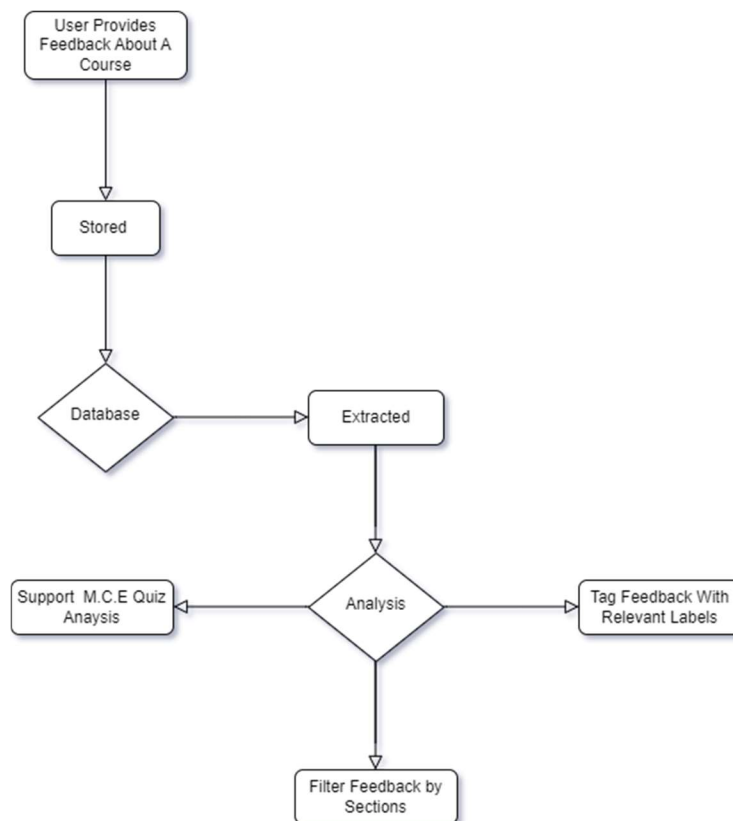 User Provides
Feedback About A
Course
Stored
Database
Extracted
Analysis
Support M.C.E Quiz
Anaysis
Tag Feedback With
Relevant Labels
Filter Feedback by
Sections